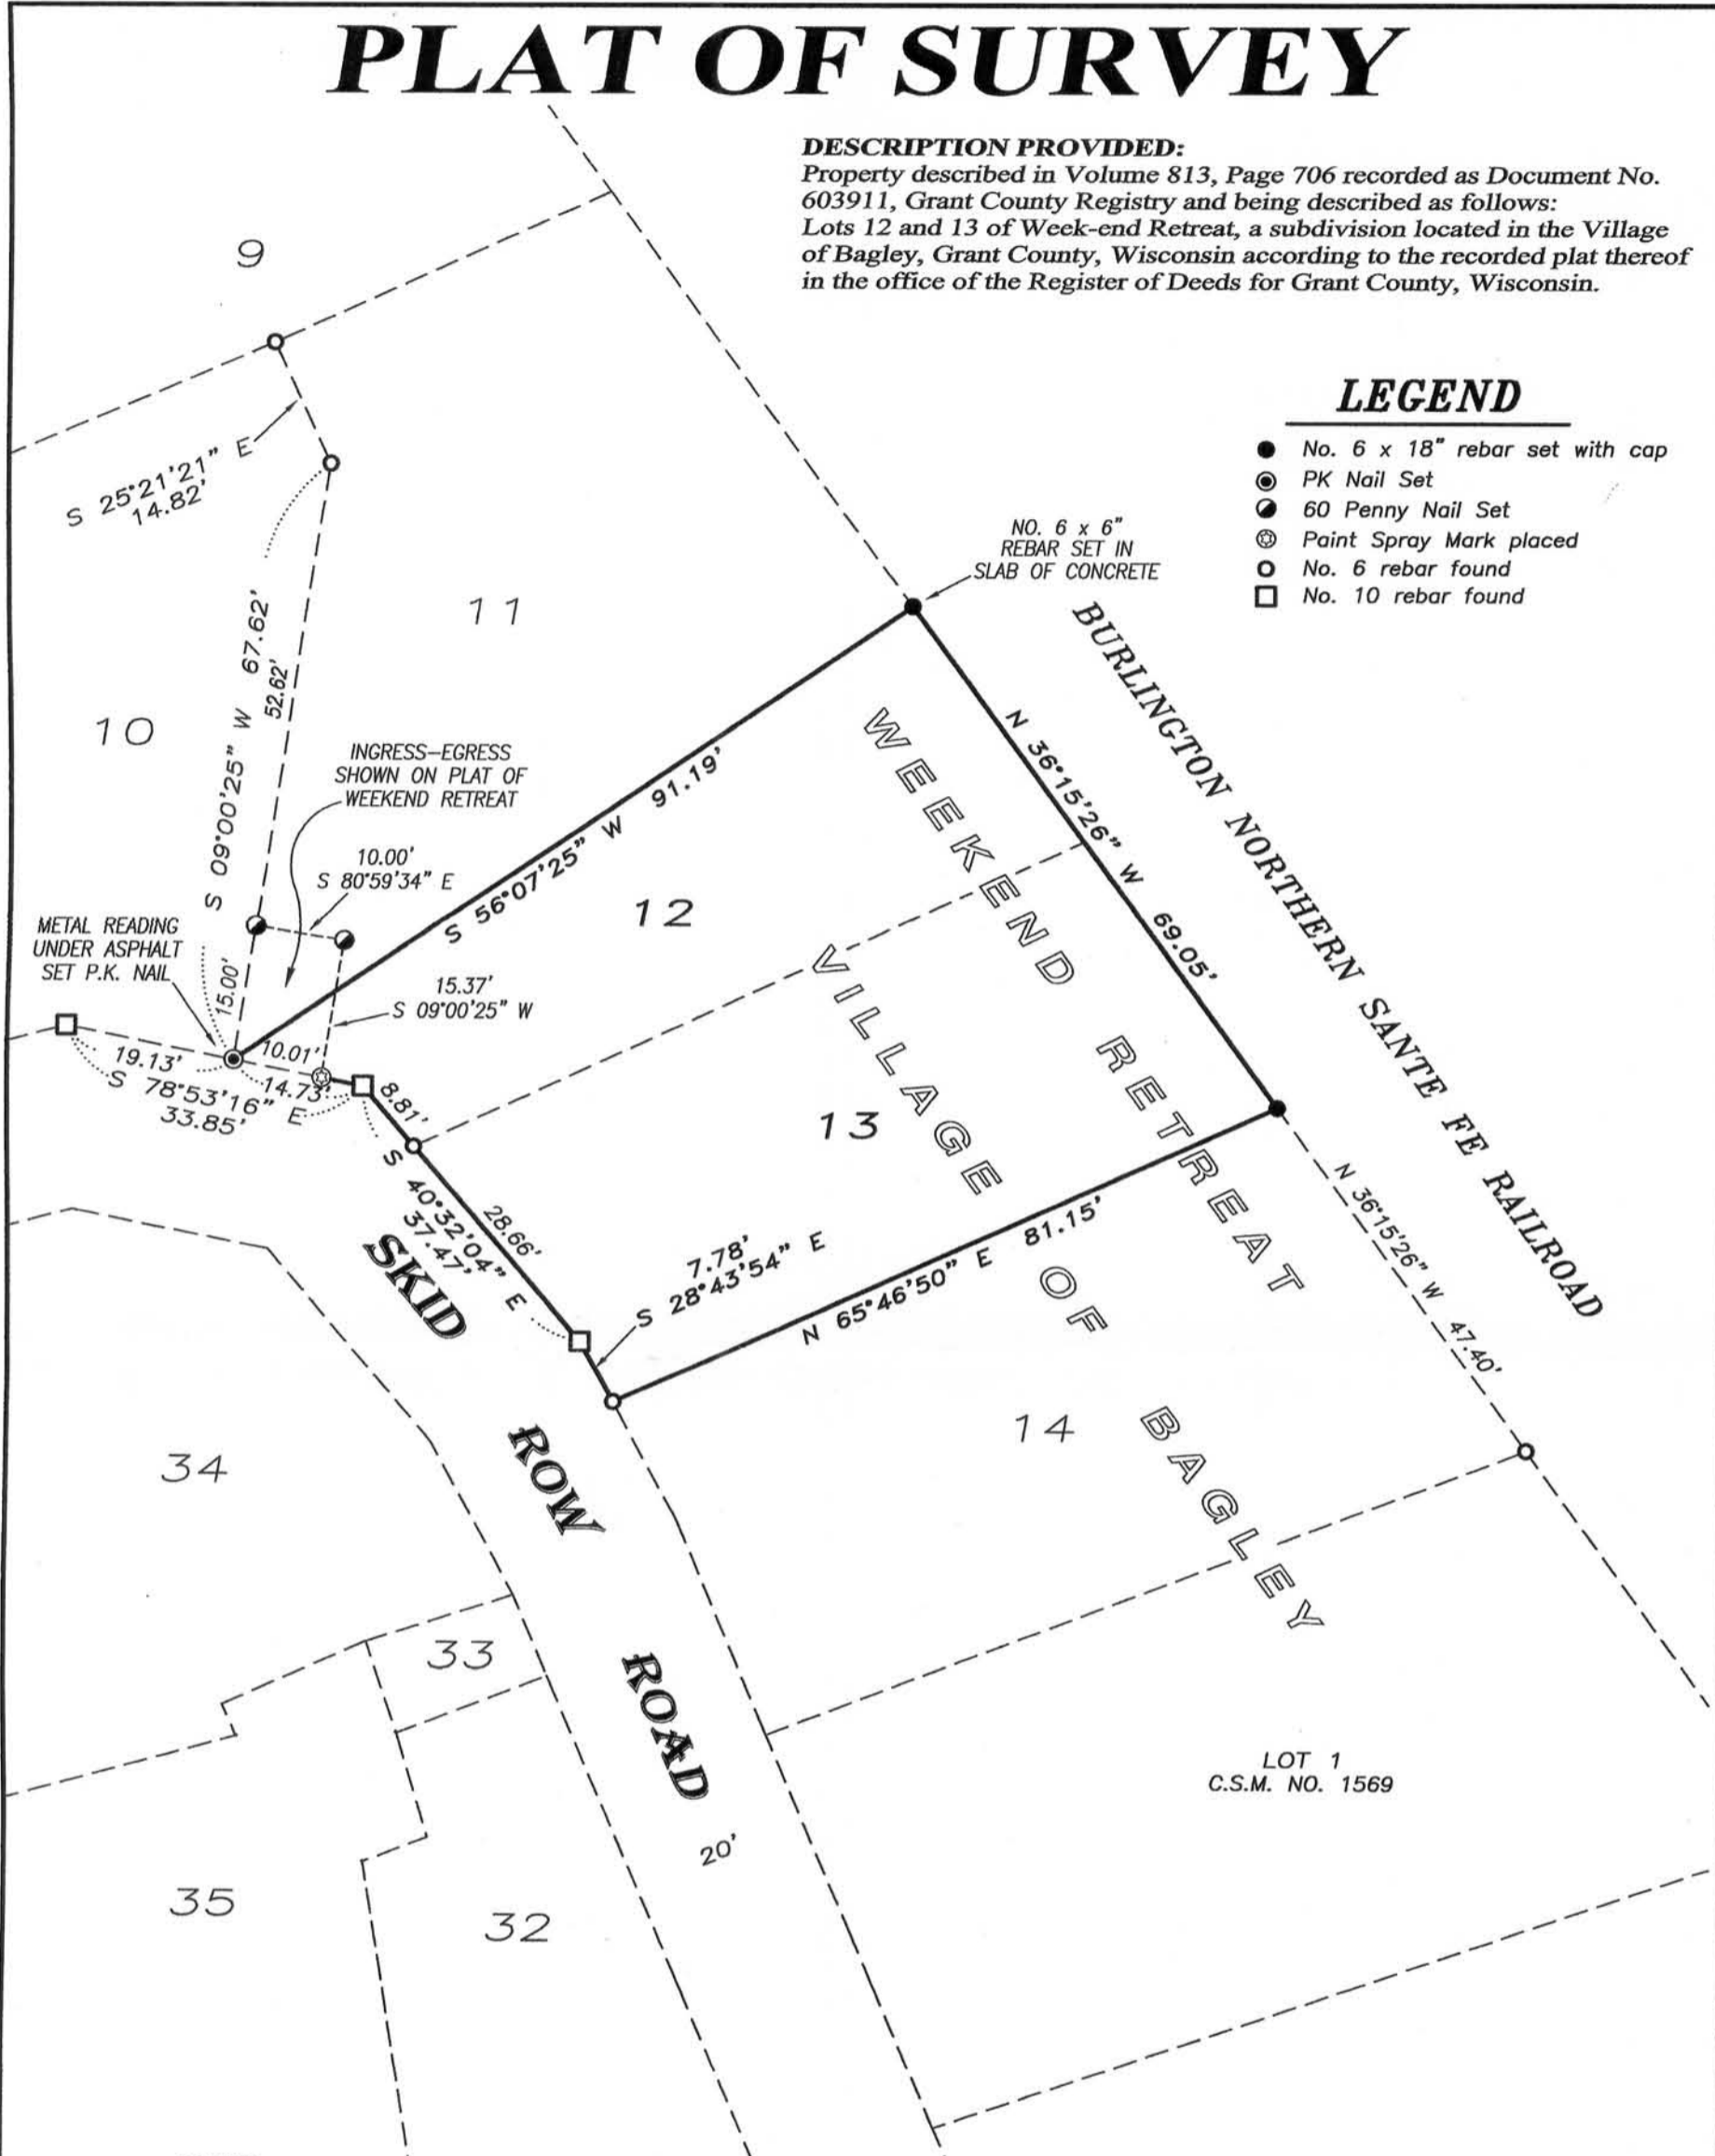 PLAT OF SURVEY
DESCRIPTION PROVIDED:
Property described in Volume 813, Page 706 recorded as Document No.
603911, Grant County Registry and being described as follows:
Lots 12 and 13 of Week-end Retreat, a subdivision located in the Village
of Bagley, Grant County, Wisconsin according to the recorded plat thereof
in the office of the Register of Deeds for Grant County, Wisconsin.
LEGEND
No. 6 x 18" rebar set with cap
PK Nail Set
60 Penny Nail Set
Paint Spray Mark placed
No. 6 rebar found
No. 10 rebar found
9
S 25°21'21" E
14.82'
NO. 6 x 6"
REBAR SET IN
SLAB OF CONCRETE
11
10
S 09°00'25" W 67.62'
52.62'
INGRESS-EGRESS
SHOWN ON PLAT OF
WEEKEND RETREAT
10.00'
S 80°59'34" E
S 56°07'25" W 91.19'
METAL READING
UNDER ASPHALT
SET P.K. NAIL
15.00'
15.37'
S 09°00'25" W
12
N 36°15'26" W 69.05'
BURLINGTON NORTHERN SANTE FE RAILROAD
WEEKEND RETREAT
VILLAGE OF BAGLEY
19.13'
10.01'
14.73'
S 78°53'16" E
33.85'
8.81'
13
S 40°32'04" E
37.47'
28.66'
7.78'
S 28°43'54" E
N 65°46'50" E 81.15'
N 36°15'26" W 47.40'
SKID ROW ROAD
20'
14
34
33
35
32
LOT 1
C.S.M. NO. 1569